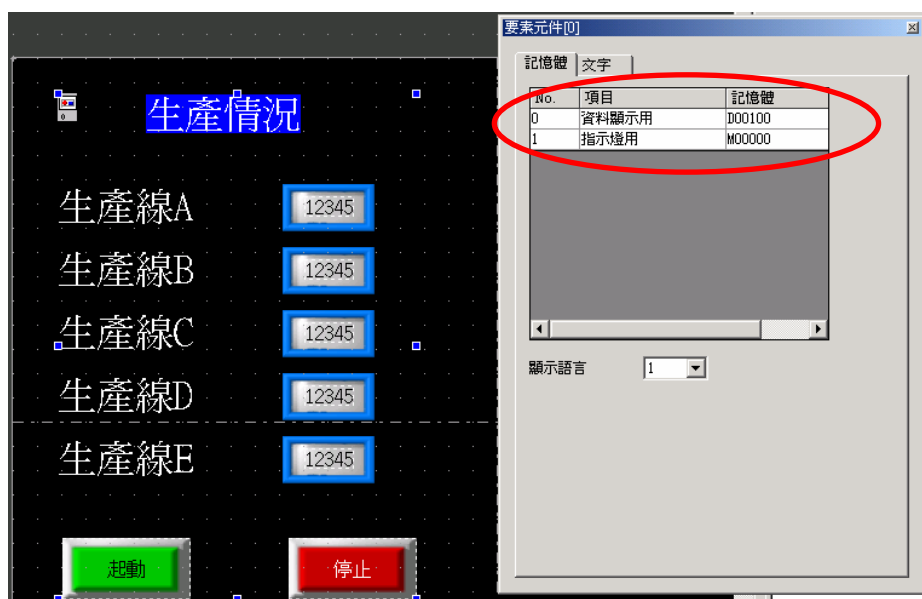 生產情況
生產線A 12345
生產線B 12345
生產線C 12345
生產線D 12345
生產線E 12345
起動 停止
要素元件[0]
記憶體 文字
No. 項目 記憶體
0 資料顯示用 D00100
1 指示燈用 M00000
顯示語言 1